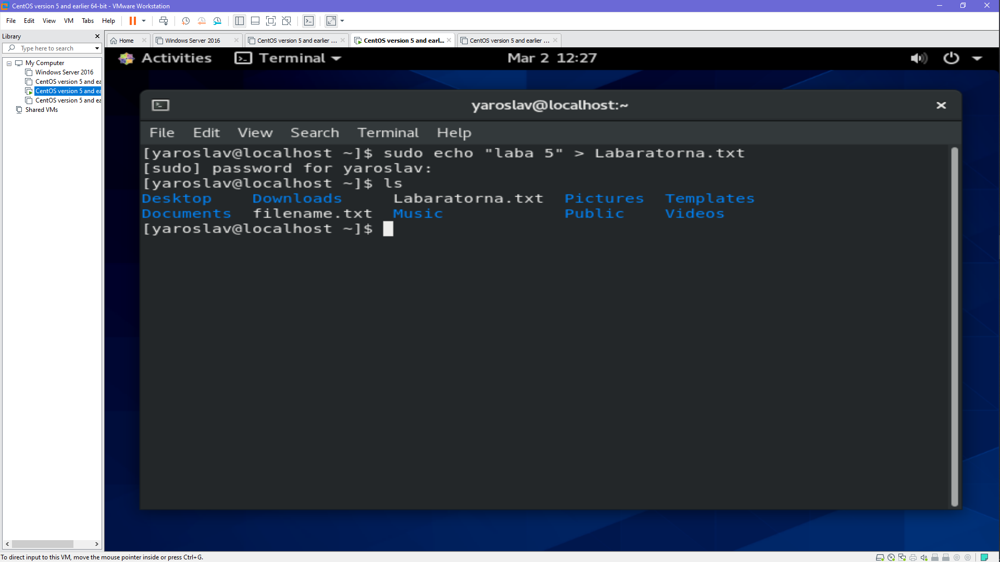 CentOS version 5 and earlier 64-bit - VMware Workstation
File Edit View VM Tabs Help
Library
Type here to search
My Computer
Windows Server 2016
CentOS version 5 and ea
CentOS version 5 and ea
CentOS version 5 and ea
Shared VMs
Home Windows Server 2016 CentOS version 5 and earlier ... CentOS version 5 and earl... CentOS version 5 and earlier ...
Activities Terminal Mar 2 12:27
yaroslav@localhost:~
File Edit View Search Terminal Help
[yaroslav@localhost ~]$ sudo echo "laba 5" > Labaratorna.txt
[sudo] password for yaroslav:
[yaroslav@localhost ~]$ ls
Desktop Downloads Labaratorna.txt Pictures Templates
Documents filename.txt Music Public Videos
[yaroslav@localhost ~]$
To direct input to this VM, move the mouse pointer inside or press Ctrl+G.